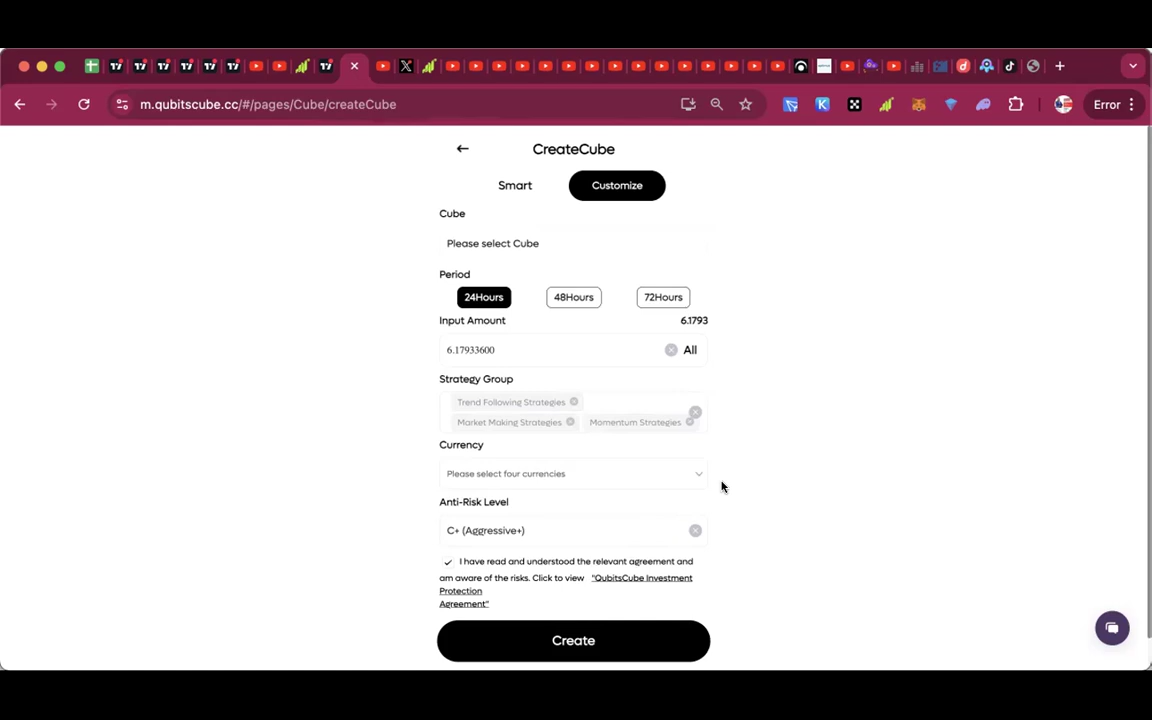 m.qubitscube.cc/#/pages/Cube/createCube
Error
CreateCube
Smart
Customize
Cube
Please select Cube
Period
24Hours
48Hours
72Hours
Input Amount
6.1793
6.17933600
All
Strategy Group
Trend Following Strategies
Market Making Strategies
Momentum Strategies
Currency
Please select four currencies
Anti-Risk Level
C+ (Aggressive+)
I have read and understood the relevant agreement and
am aware of the risks. Click to view "QubitsCube Investment
Protection
Agreement"
Create